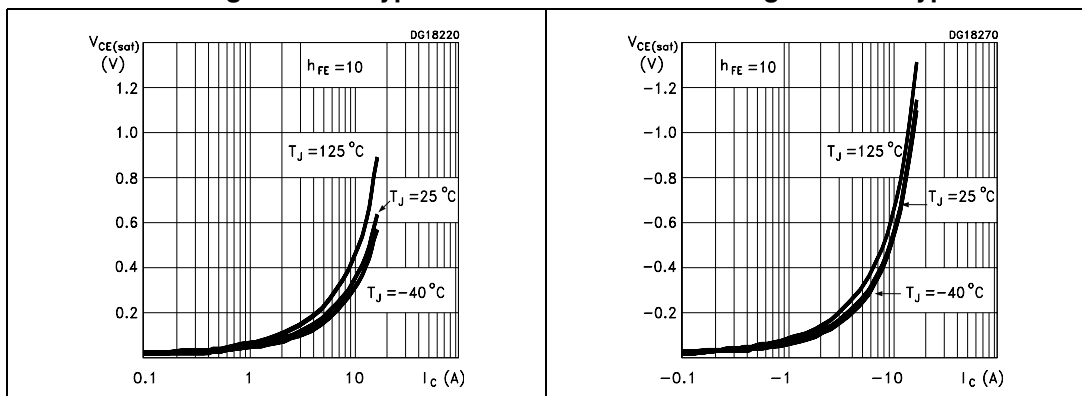 DG18220
VCE(sat)
(V)
hFE=10
1.2
1.0
0.8
0.6
0.4
0.2
TJ=125°C
TJ=25°C
TJ=-40°C
0.1 1 10 IC (A)
DG18270
VCE(sat)
(V)
hFE=10
-1.2
-1.0
-0.8
-0.6
-0.4
-0.2
TJ=125°C
TJ=25°C
TJ=-40°C
-0.1 -1 -10 IC (A)